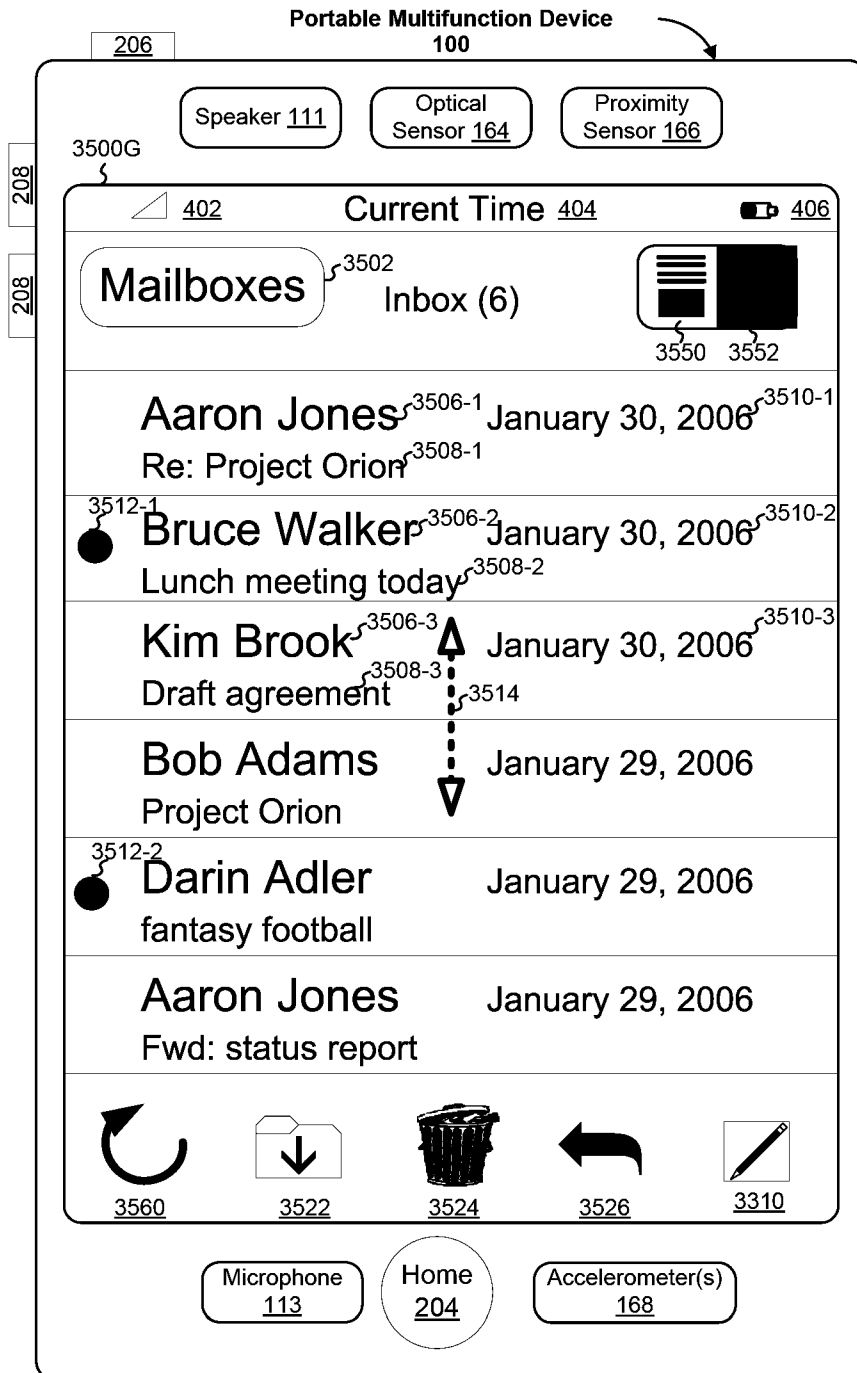 Portable Multifunction Device
100
206
Speaker 111
Optical
Sensor 164
Proximity
Sensor 166
3500G
208
208
402
Current Time 404
406
Mailboxes
3502
Inbox (6)
3550
3552
Aaron Jones 3506-1 January 30, 2006 3510-1
Re: Project Orion 3508-1
3512-1
Bruce Walker 3506-2 January 30, 2006 3510-2
Lunch meeting today 3508-2
Kim Brook 3506-3 January 30, 2006 3510-3
Draft agreement 3508-3
3514
Bob Adams January 29, 2006
Project Orion
3512-2
Darin Adler January 29, 2006
fantasy football
Aaron Jones January 29, 2006
Fwd: status report
3560 3522 3524 3526 3310
Microphone
113
Home
204
Accelerometer(s)
168